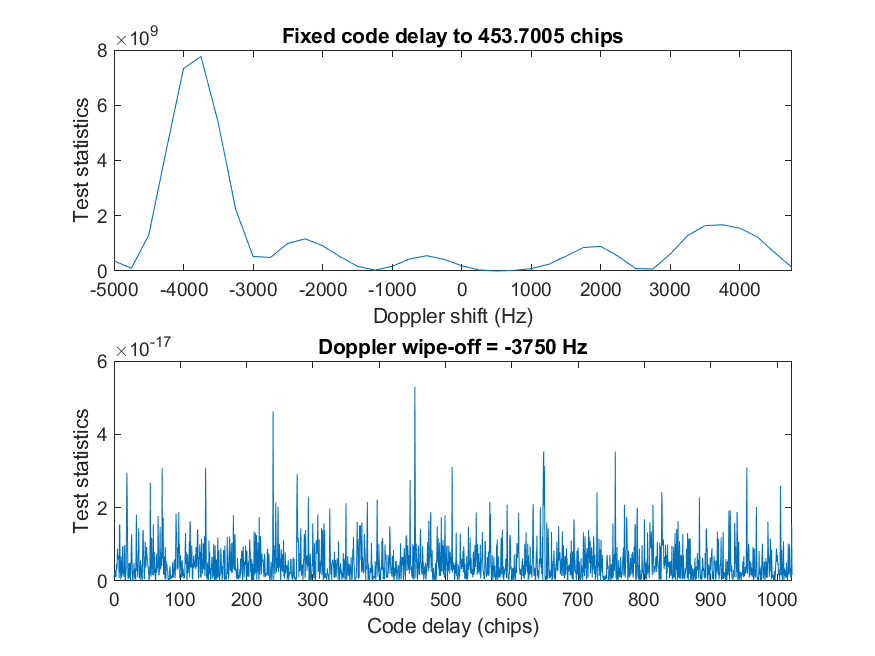 Fixed code delay to 453.7005 chips
×10^9
8
6
4
2
0
Test statistics
-5000 -4000 -3000 -2000 -1000 0 1000 2000 3000 4000
Doppler shift (Hz)
Doppler wipe-off = -3750 Hz
×10^-17
6
4
2
0
Test statistics
0 100 200 300 400 500 600 700 800 900 1000
Code delay (chips)